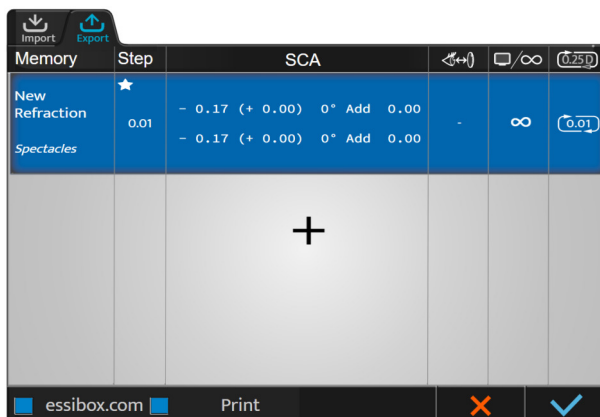 Import Export
Memory Step SCA 0.25D
New Refraction
Spectacles
0.01
- 0.17 (+ 0.00) 0° Add 0.00
- 0.17 (+ 0.00) 0° Add 0.00
- ∞ 0.01
essibox.com Print